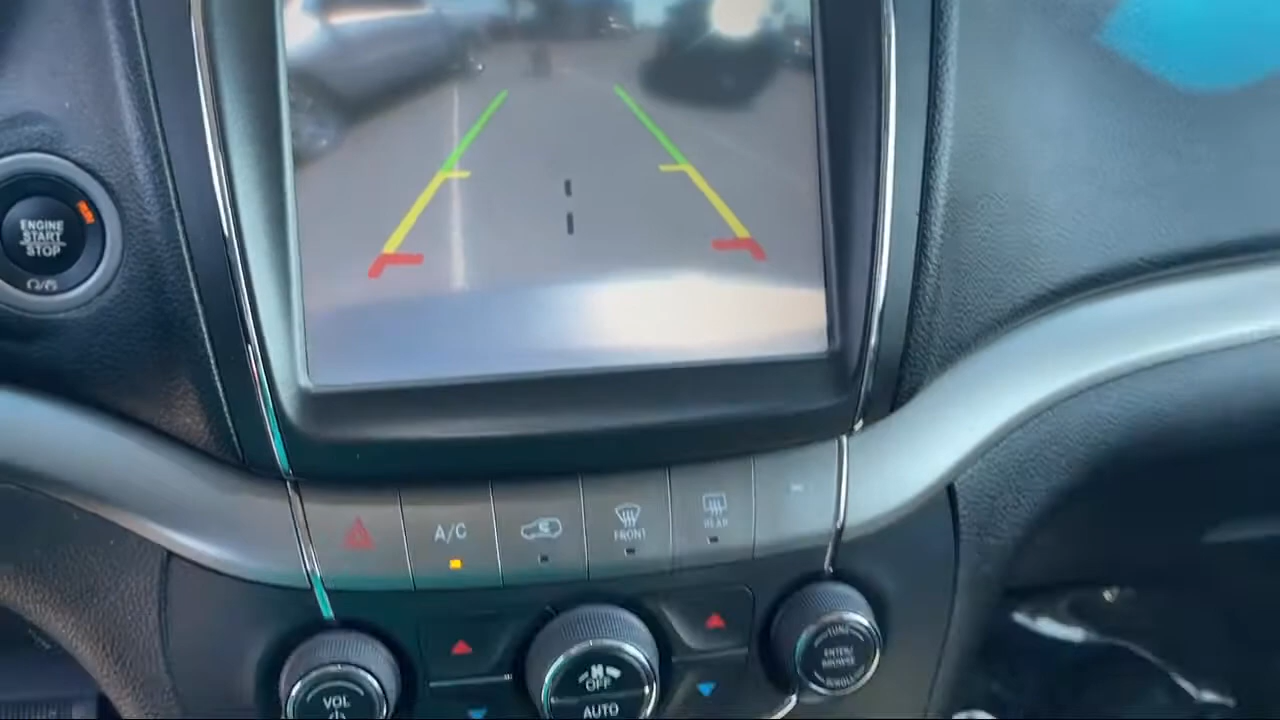 ENGINE
START
STOP
A/C
FRONT
REAR
TUNE
ENTER/
BROWSE
SCROLL
VOL
OFF
AUTO